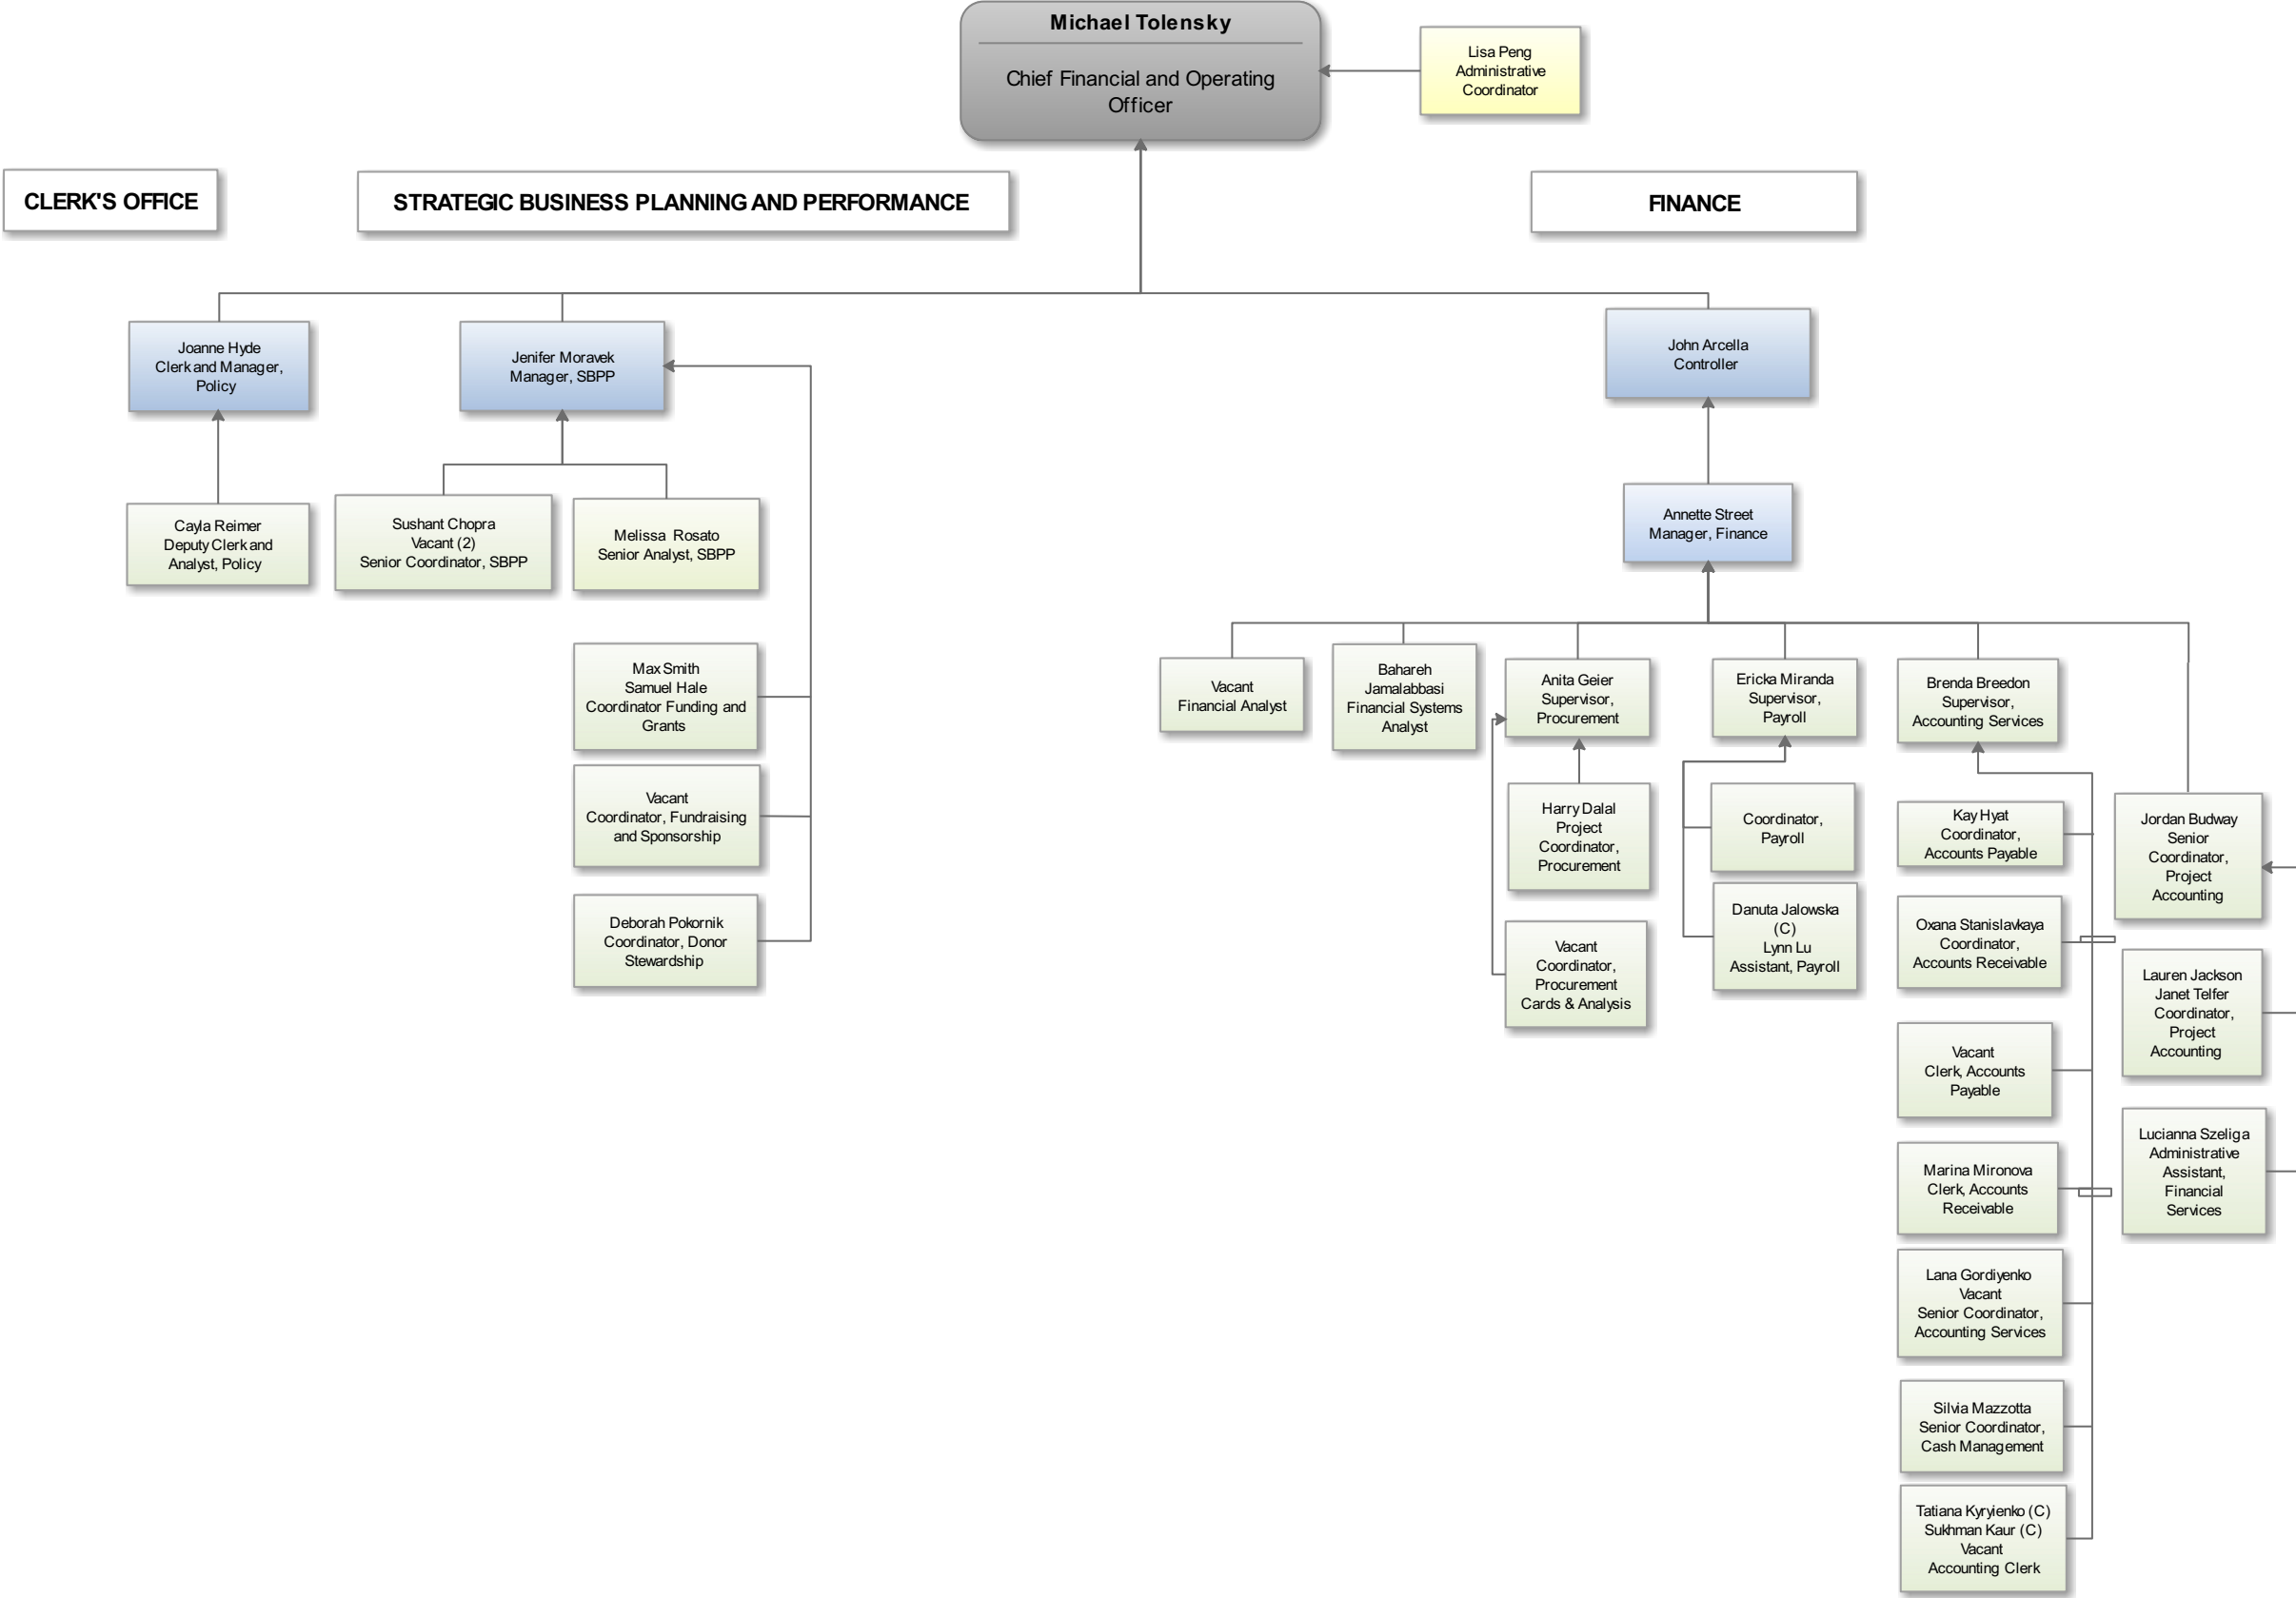 Michael Tolensky
Chief Financial and Operating
Officer
Lisa Peng
Administrative
Coordinator
CLERK'S OFFICE
STRATEGIC BUSINESS PLANNING AND PERFORMANCE
FINANCE
Joanne Hyde
Clerk and Manager,
Policy
Jenifer Moravek
Manager, SBPP
John Arcella
Controller
Cayla Reimer
Deputy Clerk and
Analyst, Policy
Sushant Chopra
Vacant (2)
Senior Coordinator, SBPP
Melissa Rosato
Senior Analyst, SBPP
Annette Street
Manager, Finance
Max Smith
Samuel Hale
Coordinator Funding and
Grants
Vacant
Coordinator, Fundraising
and Sponsorship
Deborah Pokornik
Coordinator, Donor
Stewardship
Vacant
Financial Analyst
Bahareh
Jamalabbasi
Financial Systems
Analyst
Anita Geier
Supervisor,
Procurement
Harry Dalal
Project
Coordinator,
Procurement
Vacant
Coordinator,
Procurement
Cards & Analysis
Ericka Miranda
Supervisor,
Payroll
Coordinator,
Payroll
Danuta Jalowska
(C)
Lynn Lu
Assistant, Payroll
Brenda Breedon
Supervisor,
Accounting Services
Kay Hyat
Coordinator,
Accounts Payable
Oxana Stanislavkaya
Coordinator,
Accounts Receivable
Vacant
Clerk, Accounts
Payable
Marina Mironova
Clerk, Accounts
Receivable
Lana Gordiyenko
Vacant
Senior Coordinator,
Accounting Services
Silvia Mazzotta
Senior Coordinator,
Cash Management
Tatiana Kyryienko (C)
Sukhman Kaur (C)
Vacant
Accounting Clerk
Jordan Budway
Senior
Coordinator,
Project
Accounting
Lauren Jackson
Janet Telfer
Coordinator,
Project
Accounting
Lucianna Szeliga
Administrative
Assistant,
Financial
Services